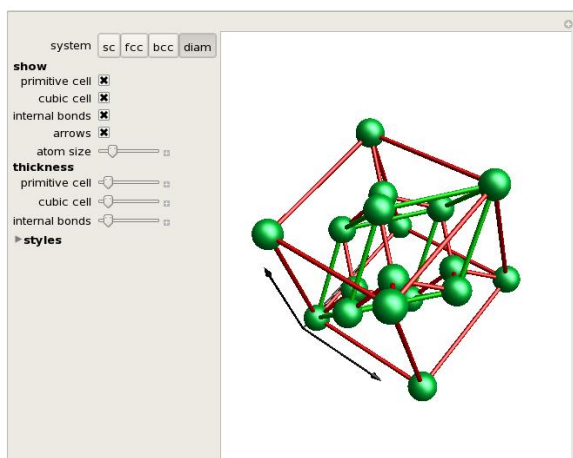 system sc fcc bcc diam
show
primitive cell
cubic cell
internal bonds
arrows
atom size
thickness
primitive cell
cubic cell
internal bonds
styles